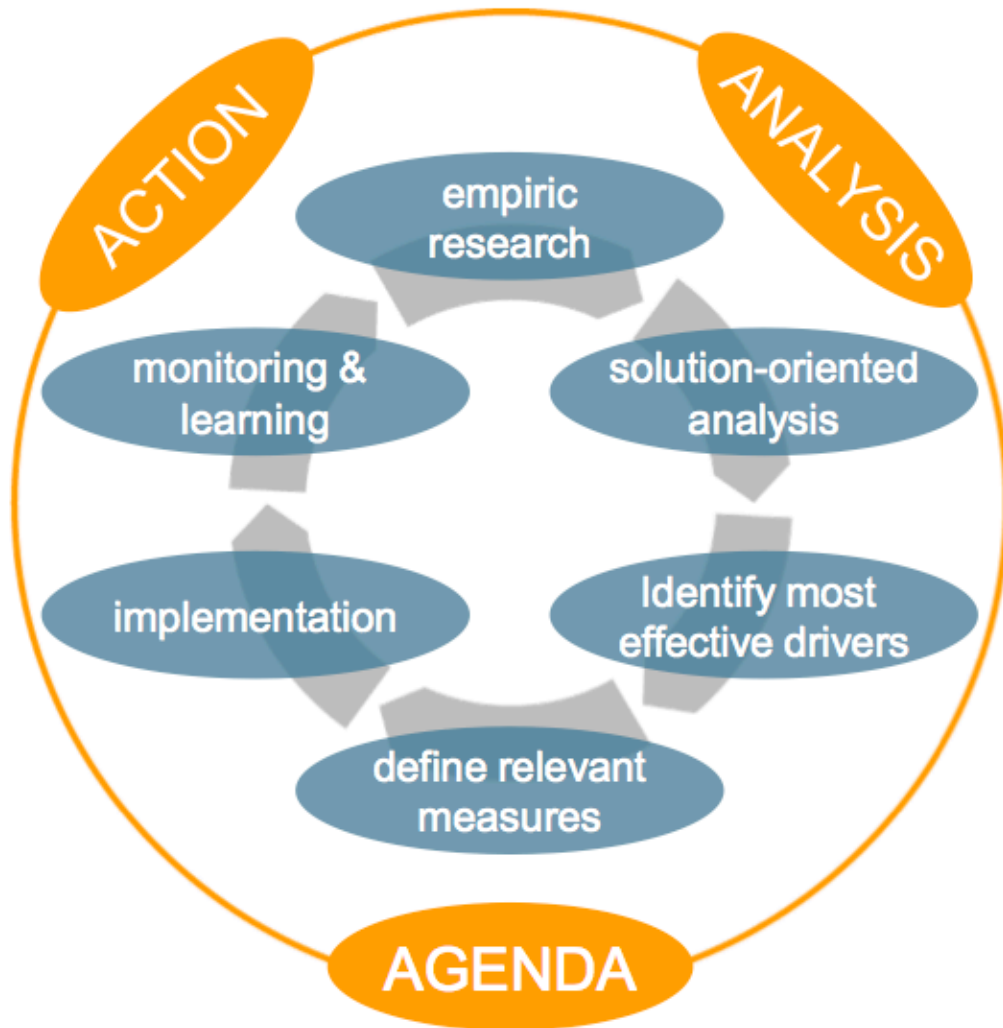 ACTION
ANALYSIS
empiric
research
monitoring &
learning
solution-oriented
analysis
implementation
Identify most
effective drivers
define relevant
measures
AGENDA